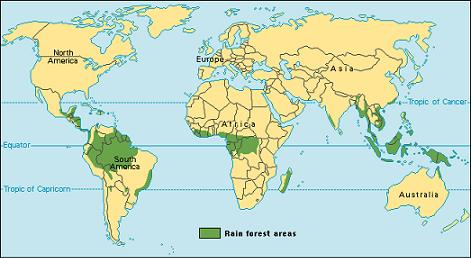 North
America
Europe
Asia
Tropic of Cancer
Africa
Equator
South
America
Tropic of Capricorn
Australia
Rain forest areas